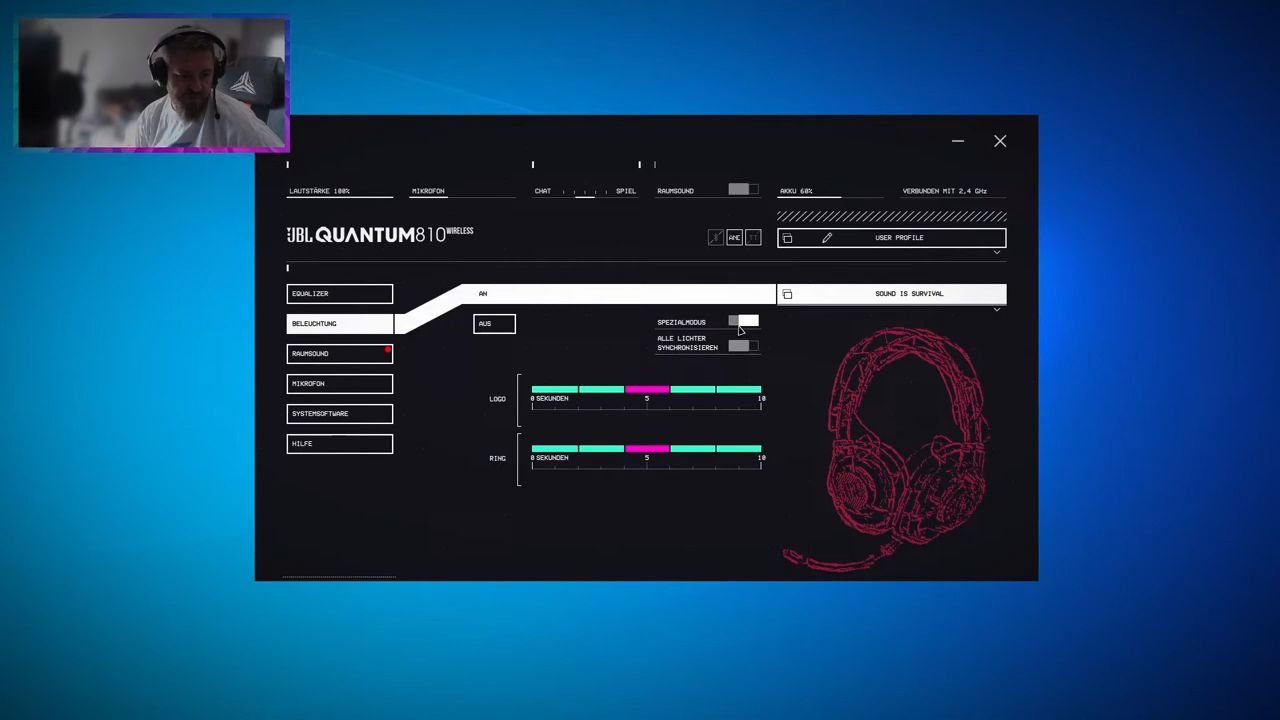 LAUTSTÄRKE 100%
MIKROFON
CHAT
SPIEL
RAUMSOUND
AKKU 60%
VERBUNDEN MIT 2,4 GHz
JBL QUANTUM810 WIRELESS
ANC
USER PROFILE
EQUALIZER
AN
SOUND IS SURVIVAL
BELEUCHTUNG
AUS
SPEZIALMODUS
ALLE LICHTER
SYNCHRONISIEREN
RAUMSOUND
MIKROFON
SYSTEMSOFTWARE
HILFE
LOGO
0 SEKUNDEN 5 10
RING
0 SEKUNDEN 5 10